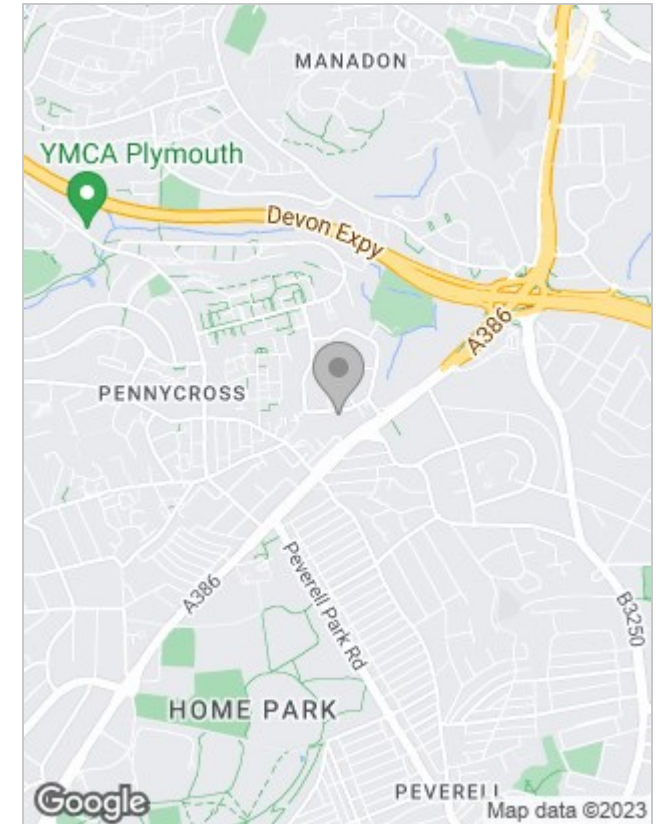 MANADON
YMCA Plymouth
Devon Expy
A386
PENNYCROSS
Peverell Park Rd
A386
B3250
HOME PARK
PEVERELL
Google
Map data ©2023